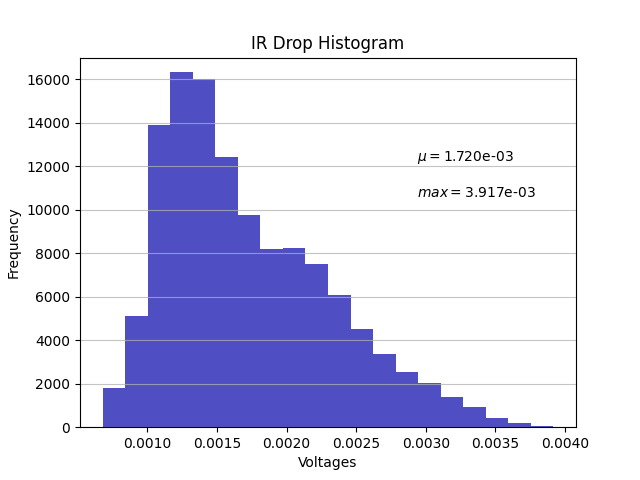 IR Drop Histogram
16000
14000
12000
10000
8000
6000
4000
2000
0
Frequency
μ = 1.720e-03
max = 3.917e-03
0.0010 0.0015 0.0020 0.0025 0.0030 0.0035 0.0040
Voltages